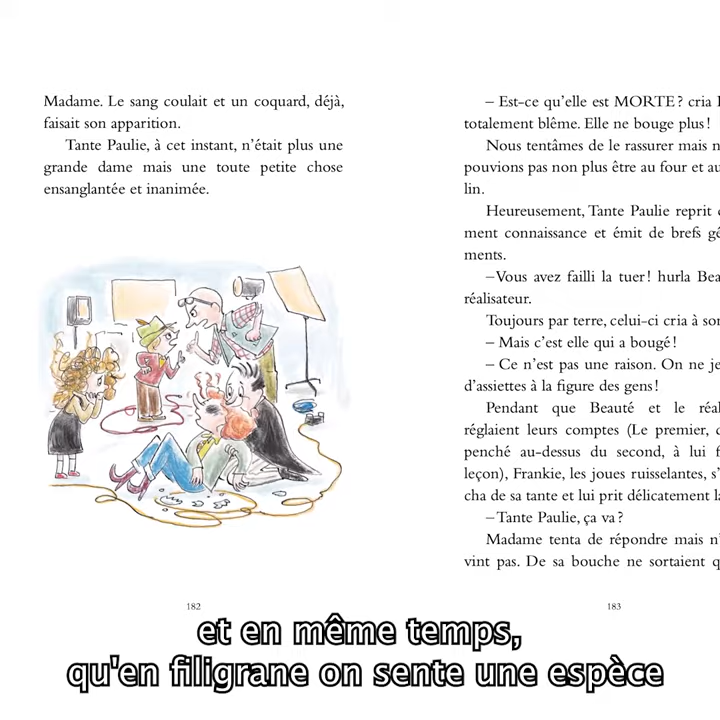 Madame. Le sang coulait et un coquard, déjà,
faisait son apparition.
Tante Paulie, à cet instant, n'était plus une
grande dame mais une toute petite chose
ensanglantée et inanimée.
182
– Est-ce qu'elle est MORTE ? cria
totalement blême. Elle ne bouge plus !
Nous tentâmes de le rassurer mais
pouvions pas non plus être au four et
lin.
Heureusement, Tante Paulie reprit
ment connaissance et émit de brefs
ments.
– Vous avez failli la tuer ! hurla
réalisateur.
Toujours par terre, celui-ci cria à
– Mais c'est elle qui a bougé !
– Ce n'est pas une raison. On ne
d'assiettes à la figure des gens !
Pendant que Beauté et le
réglaient leurs comptes (Le premier,
penché au-dessus du second, à lui
leçon), Frankie, les joues ruisselantes,
cha de sa tante et lui prit délicatement
– Tante Paulie, ça va ?
Madame tenta de répondre mais
vint pas. De sa bouche ne sortaient
183
et en même temps,
qu'en filigrane on sente une espèce